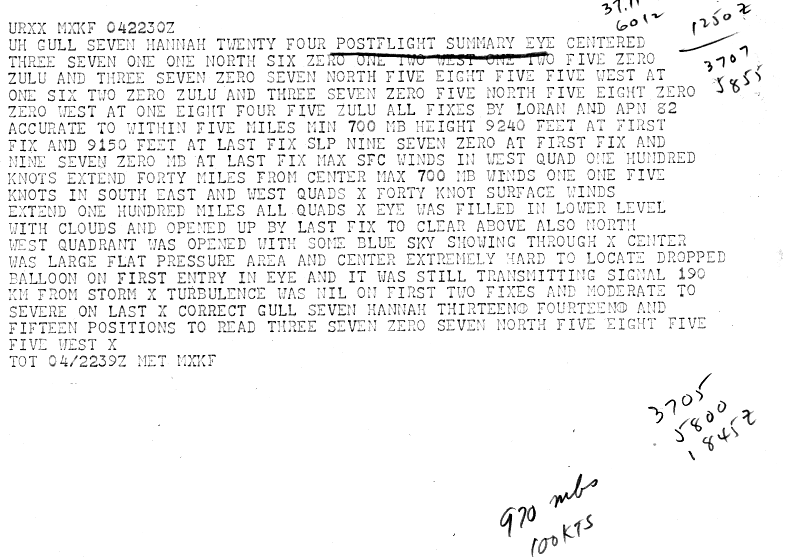 37.11
6012
1250Z
3707
5855
URXX MXKF 042230Z
UH GULL SEVEN HANNAH TWENTY FOUR POSTFLIGHT SUMMARY EYE CENTERED
THREE SEVEN ONE ONE NORTH SIX ZERO ONE TWO WEST ONE TWO FIVE ZERO
ZULU AND THREE SEVEN ZERO SEVEN NORTH FIVE EIGHT FIVE FIVE WEST AT
ONE SIX TWO ZERO ZULU AND THREE SEVEN ZERO FIVE NORTH FIVE EIGHT ZERO
ZERO WEST AT ONE EIGHT FOUR FIVE ZULU ALL FIXES BY LORAN AND APN 82
ACCURATE TO WITHIN FIVE MILES MIN 700 MB HEIGHT 9240 FEET AT FIRST
FIX AND 9150 FEET AT LAST FIX SLP NINE SEVEN ZERO AT FIRST FIX AND
NINE SEVEN ZERO MB AT LAST FIX MAX SFC WINDS IN WEST QUAD ONE HUNDRED
KNOTS EXTEND FORTY MILES FROM CENTER MAX 700 MB WINDS ONE ONE FIVE
KNOTS IN SOUTH EAST AND WEST QUADS X FORTY KNOT SURFACE WINDS
EXTEND ONE HUNDRED MILES ALL QUADS X EYE WAS FILLED IN LOWER LEVEL
WITH CLOUDS AND OPENED UP BY LAST FIX TO CLEAR ABOVE ALSO NORTH
WEST QUADRANT WAS OPENED WITH SOME BLUE SKY SHOWING THROUGH X CENTER
WAS LARGE FLAT PRESSURE AREA AND CENTER EXTREMELY HARD TO LOCATE DROPPED
BALLOON ON FIRST ENTRY IN EYE AND IT WAS STILL TRANSMITTING SIGNAL 190
KM FROM STORM X TURBULENCE WAS NIL ON FIRST TWO FIXES AND MODERATE TO
SEVERE ON LAST X CORRECT GULL SEVEN HANNAH THIRTEEN FOURTEEN AND
FIFTEEN POSITIONS TO READ THREE SEVEN ZERO SEVEN NORTH FIVE EIGHT FIVE
FIVE WEST X
TOT 04/2239Z MET MXKF
3705
5800
1845Z
970 mbs
100KTS